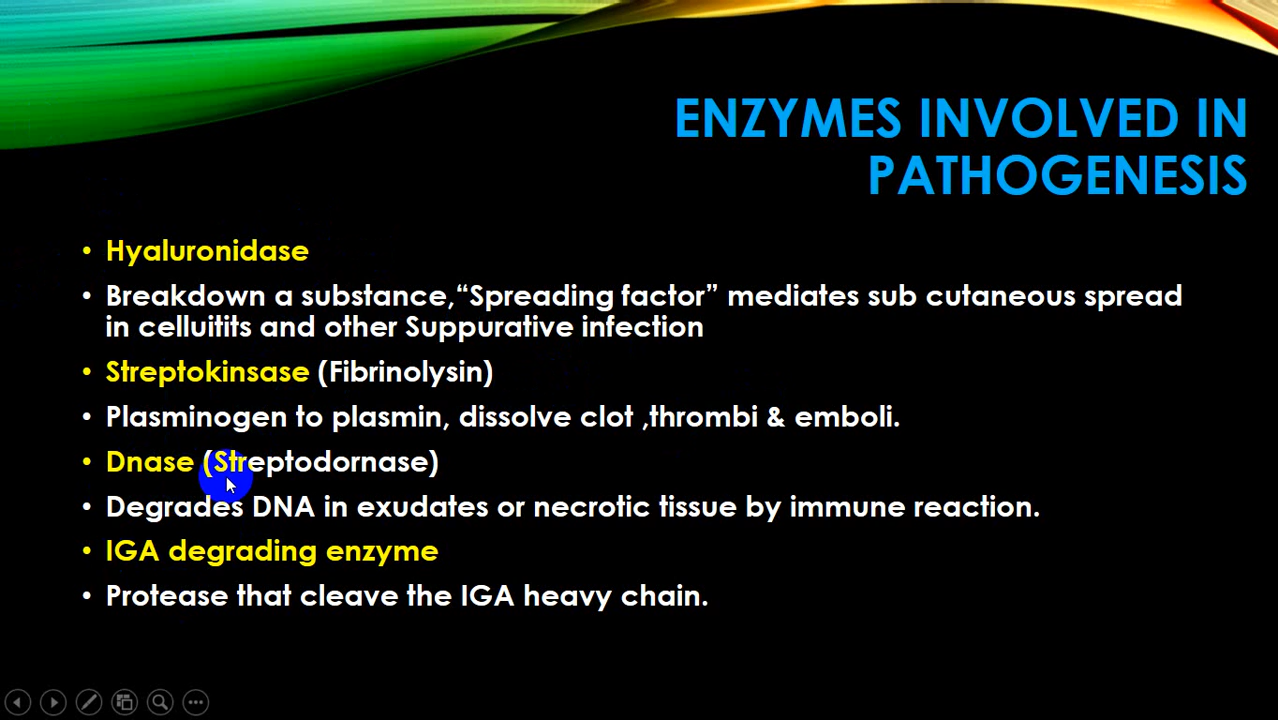 ENZYMES INVOLVED IN
PATHOGENESIS
• Hyaluronidase
• Breakdown a substance,“Spreading factor” mediates sub cutaneous spread
in celluitits and other Suppurative infection
• Streptokinsase (Fibrinolysin)
• Plasminogen to plasmin, dissolve clot ,thrombi & emboli.
• Dnase (Streptodornase)
• Degrades DNA in exudates or necrotic tissue by immune reaction.
• IGA degrading enzyme
• Protease that cleave the IGA heavy chain.